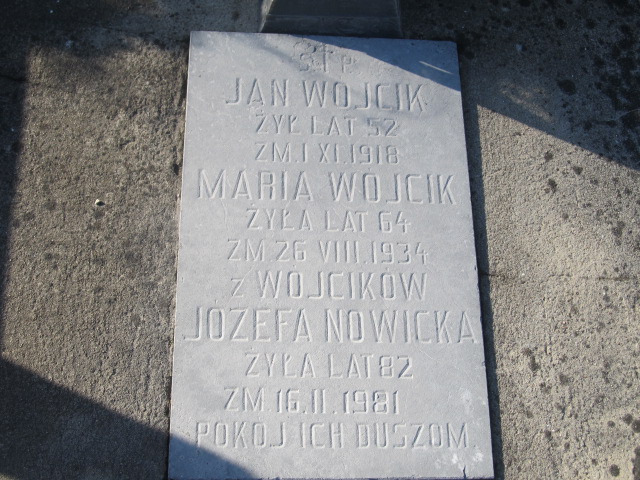 Ś P
JAN WÓJCIK
ŻYŁ LAT 52
ZM. 1 XI. 1918
MARIA WÓJCIK
ŻYŁA LAT 64
ZM. 26 VIII. 1934
z WÓJCIKÓW
JÓZEFA NOWICKA
ŻYŁA LAT 82
ZM. 16.II. 1981
POKÓJ ICH DUSZOM